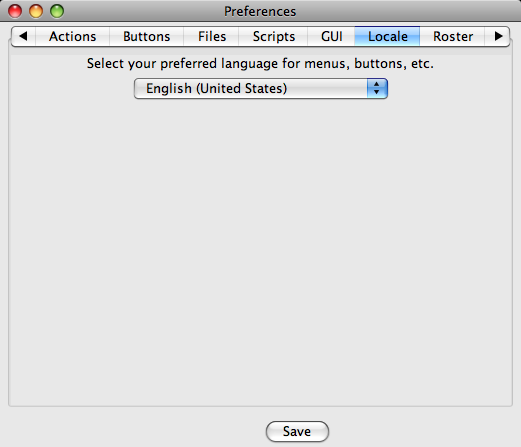 Preferences
Actions Buttons Files Scripts GUI Locale Roster
Select your preferred language for menus, buttons, etc.
English (United States)
Save